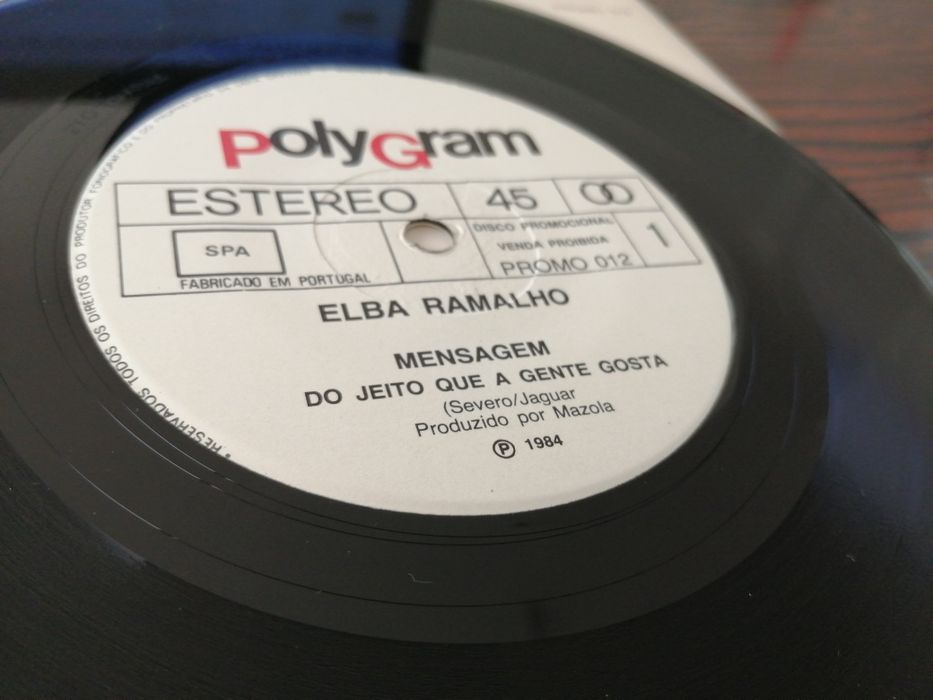 PolyGram
ESTEREO 45
SPA
DISCO PROMOCIONAL
VENDA PROIBIDA
PROMO 012
1
FABRICADO EM PORTUGAL
ELBA RAMALHO
MENSAGEM
DO JEITO QUE A GENTE GOSTA
(Severo/Jaguar
Produzido por Mazola
℗ 1984
• RESERVADOS TODOS OS DIREITOS DO PRODUTOR FONOGRÁFICO E DO